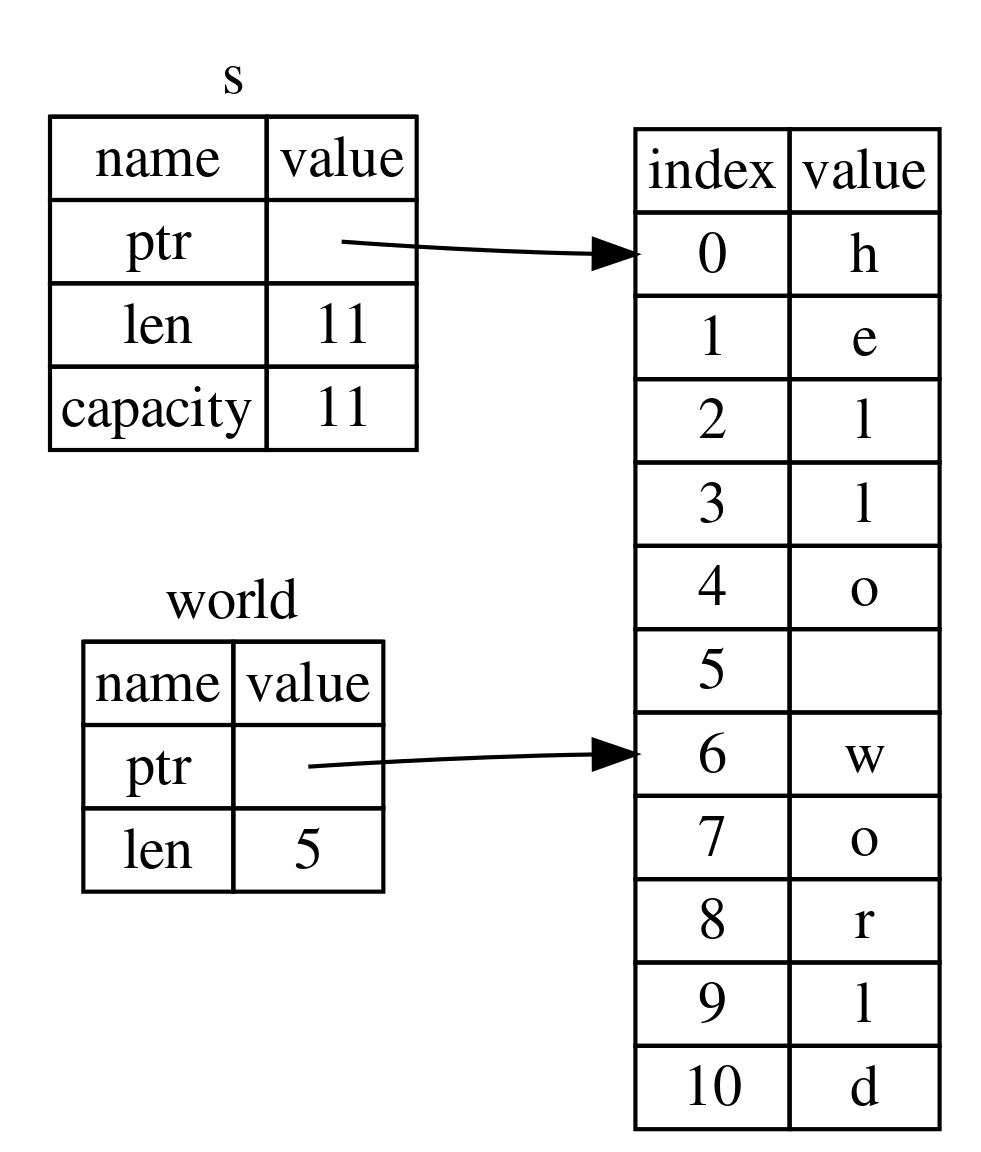 s
name value
ptr
len 11
capacity 11
world
name value
ptr
len 5
index value
0 h
1 e
2 l
3 l
4 o
5
6 w
7 o
8 r
9 l
10 d